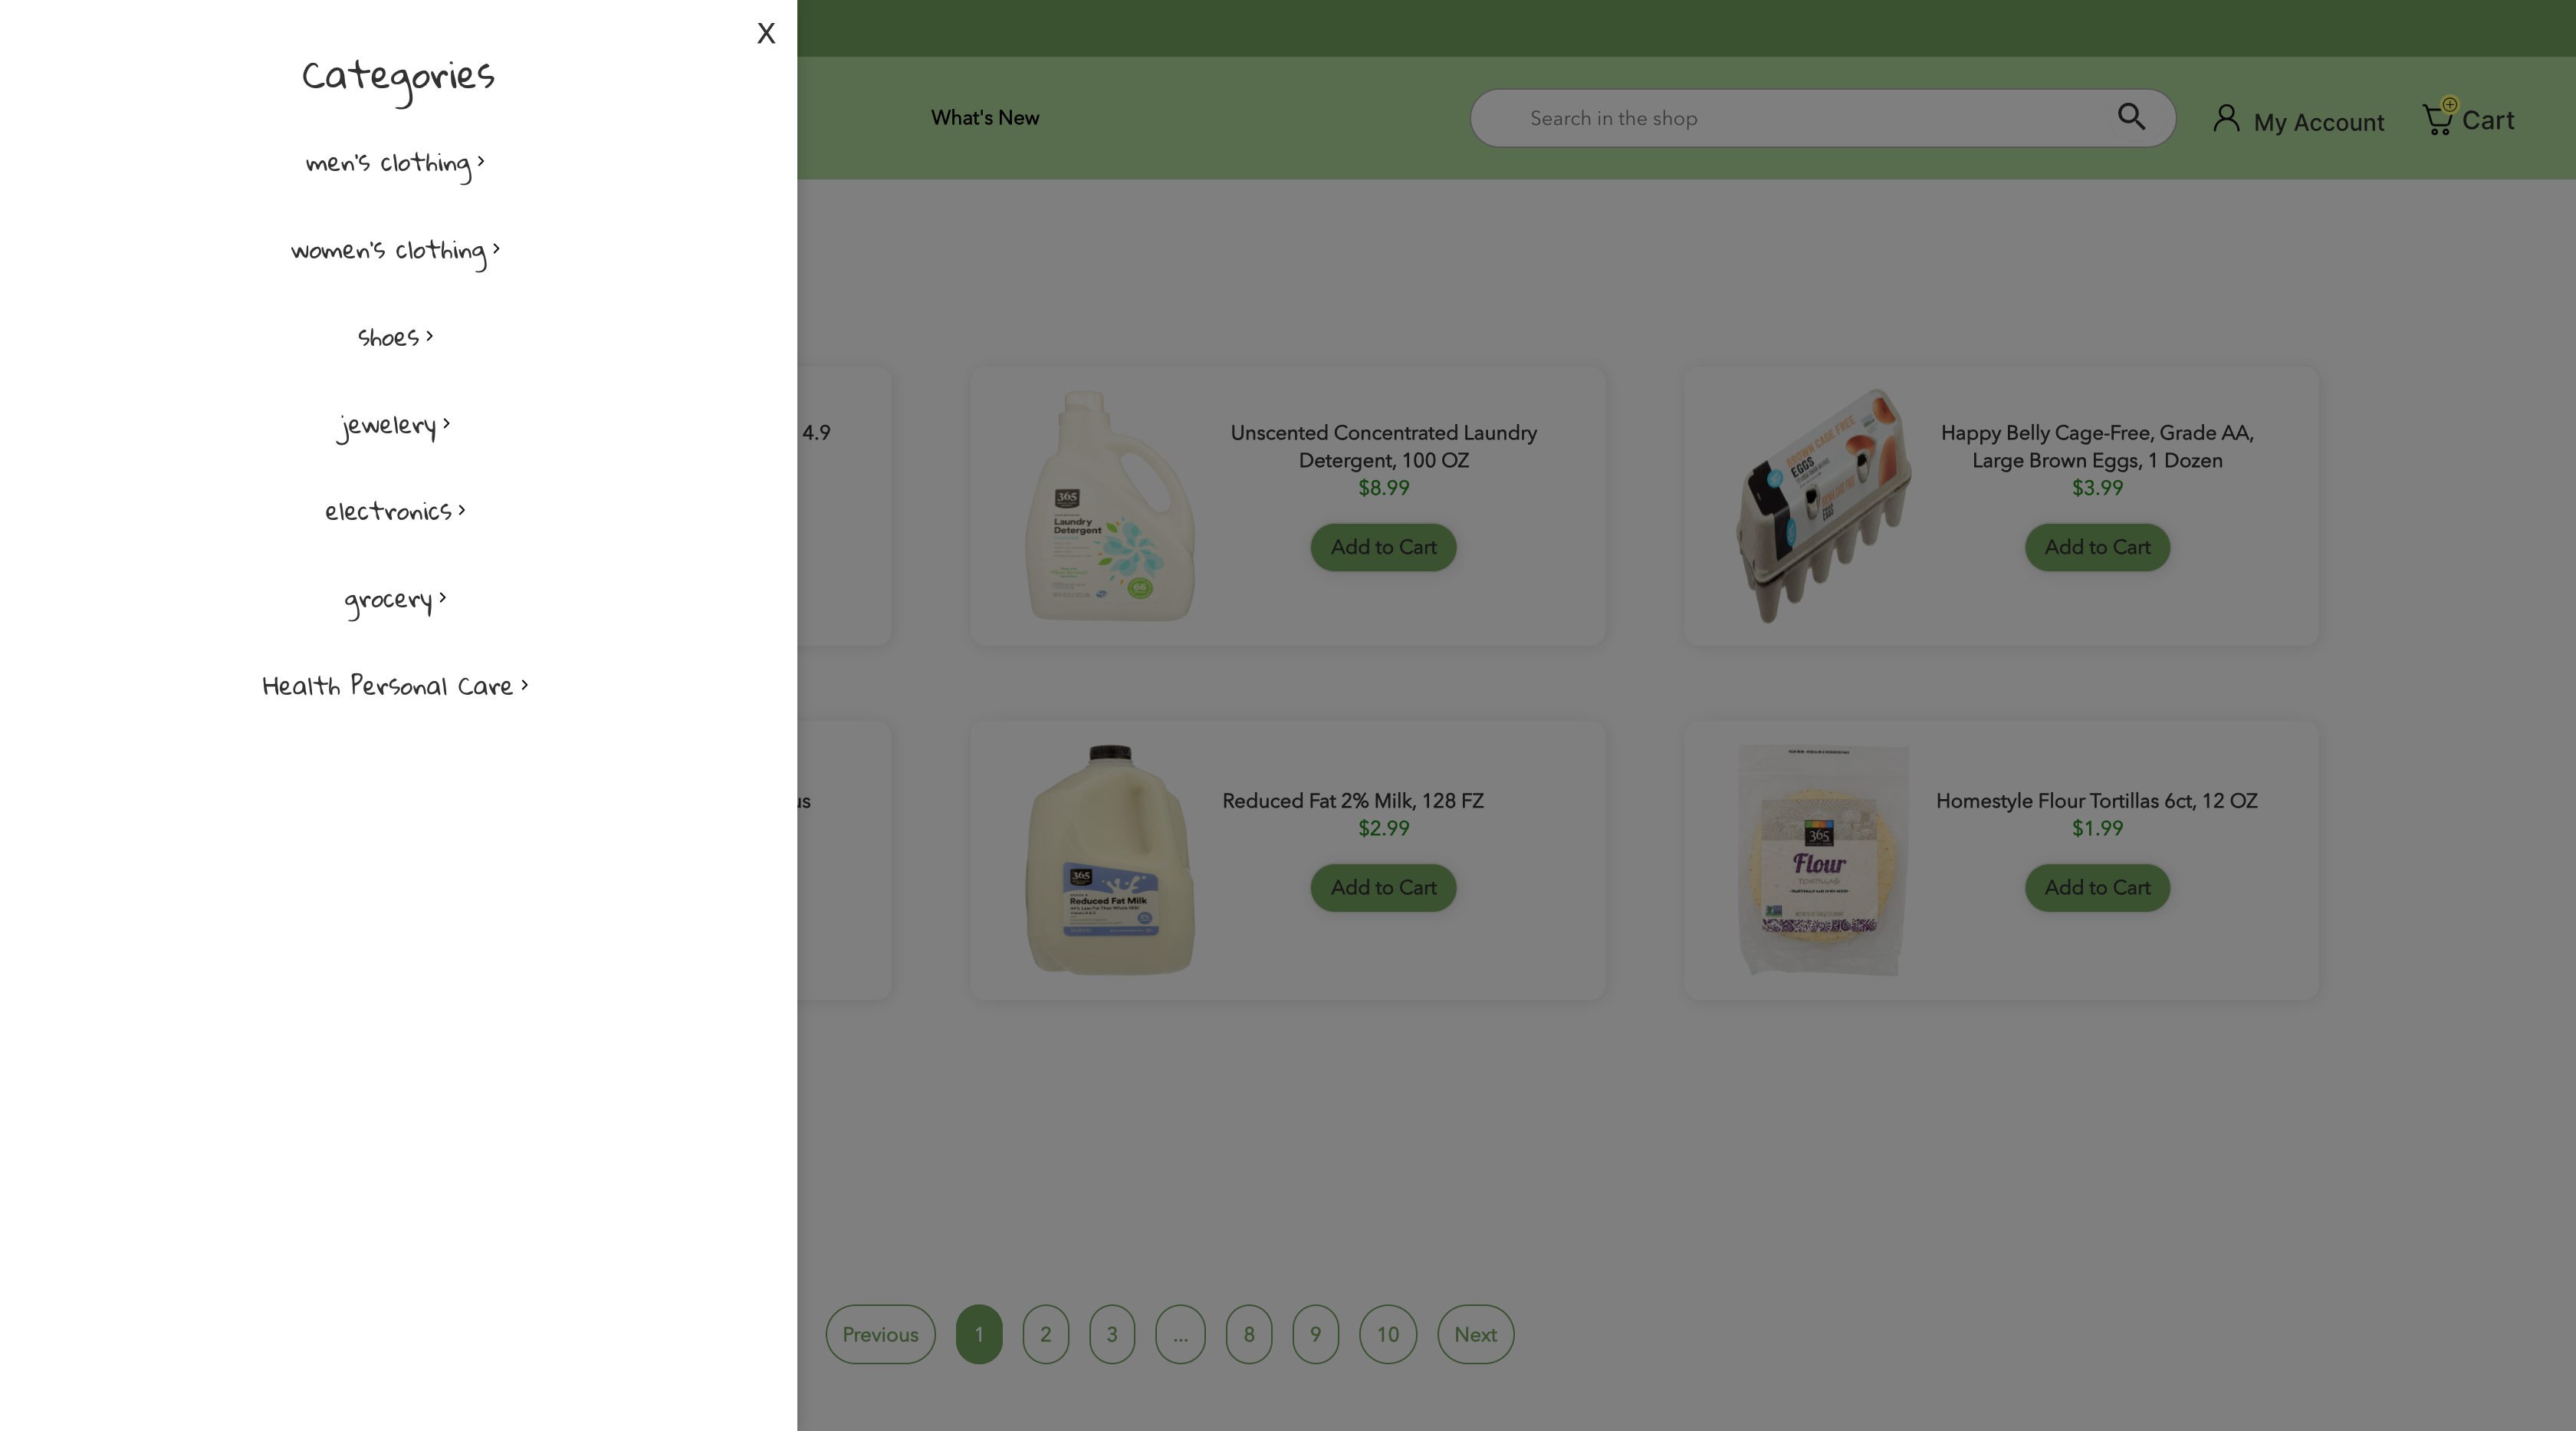 X
Categories
men's clothing
women's clothing
shoes
jewelery
electronics
grocery
Health Personal Care
What's New
Search in the shop
My Account
Cart
4.9
Unscented Concentrated Laundry
Detergent, 100 OZ
$8.99
Add to Cart
365
Laundry
Detergent
Happy Belly Cage-Free, Grade AA,
Large Brown Eggs, 1 Dozen
$3.99
Add to Cart
BROWN CAGE FREE
EGGS
us
Reduced Fat 2% Milk, 128 FZ
$2.99
Add to Cart
365
Reduced Fat Milk
Homestyle Flour Tortillas 6ct, 12 OZ
$1.99
Add to Cart
365
Flour
TORTILLAS
Previous
1
2
3
...
8
9
10
Next